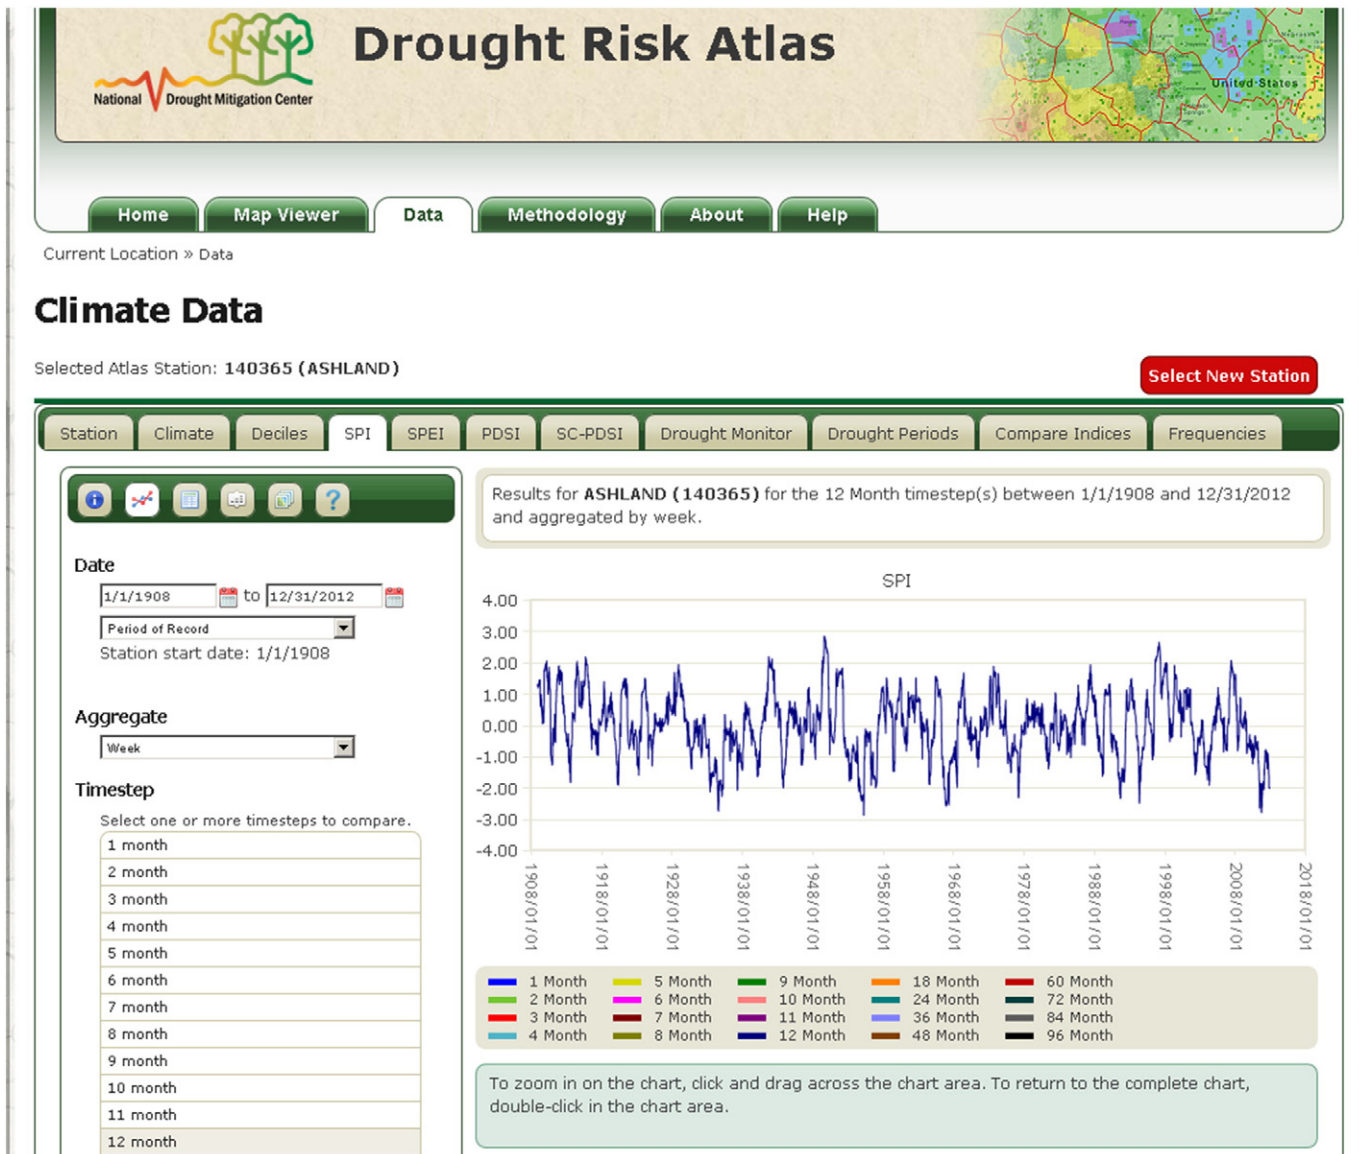 Drought Risk Atlas
National Drought Mitigation Center
United States
Home Map Viewer Data Methodology About Help
Current Location » Data
Climate Data
Selected Atlas Station: 140365 (ASHLAND)
Select New Station
Station Climate Deciles SPI SPEI PDSI SC-PDSI Drought Monitor Drought Periods Compare Indices Frequencies
Results for ASHLAND (140365) for the 12 Month timestep(s) between 1/1/1908 and 12/31/2012
and aggregated by week.
Date
1/1/1908 to 12/31/2012
Period of Record
Station start date: 1/1/1908
Aggregate
Week
Timestep
Select one or more timesteps to compare.
1 month
2 month
3 month
4 month
5 month
6 month
7 month
8 month
9 month
10 month
11 month
12 month
SPI
4.00
3.00
2.00
1.00
0.00
-1.00
-2.00
-3.00
-4.00
1908/01/01
1918/01/01
1928/01/01
1938/01/01
1948/01/01
1958/01/01
1968/01/01
1978/01/01
1988/01/01
1998/01/01
2008/01/01
2018/01/01
1 Month 5 Month 9 Month 18 Month 60 Month
2 Month 6 Month 10 Month 24 Month 72 Month
3 Month 7 Month 11 Month 36 Month 84 Month
4 Month 8 Month 12 Month 48 Month 96 Month
To zoom in on the chart, click and drag across the chart area. To return to the complete chart,
double-click in the chart area.